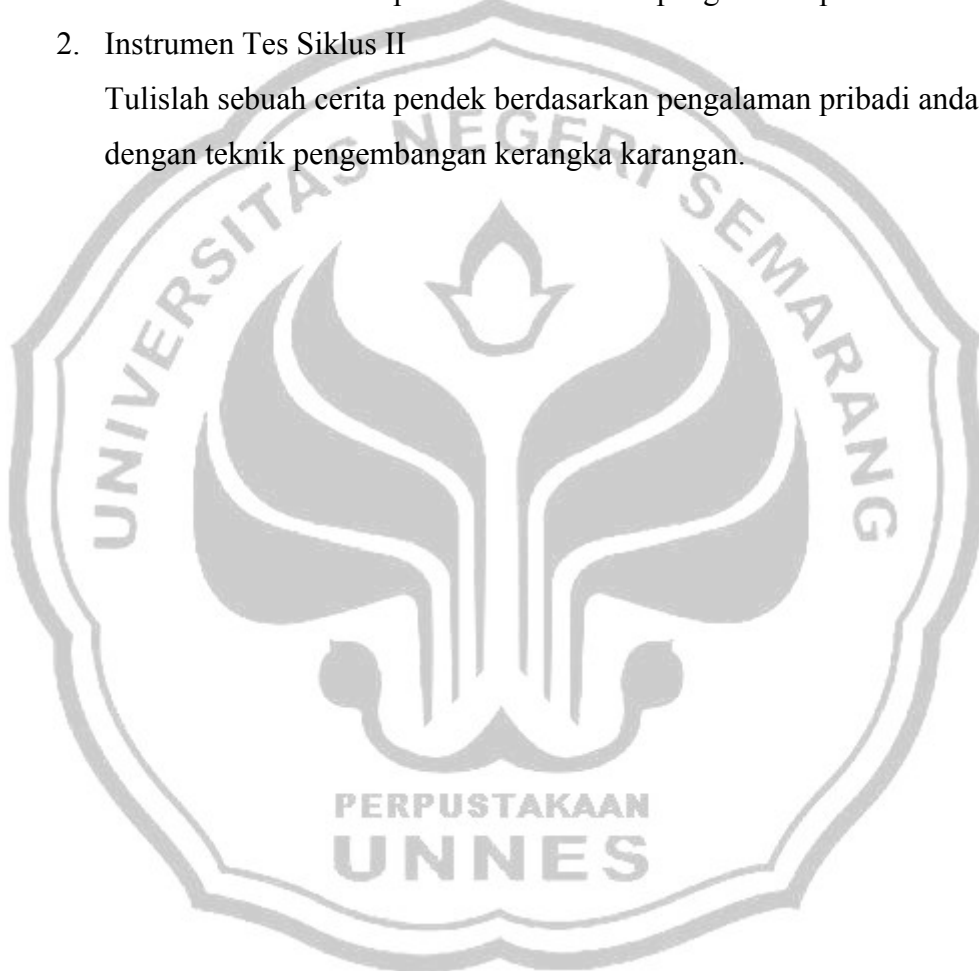 2. Instrumen Tes Siklus II
Tulislah sebuah cerita pendek berdasarkan pengalaman pribadi anda
dengan teknik pengembangan kerangka karangan.
UNIVERSITAS NEGERI SEMARANG
PERPUSTAKAAN
UNNES